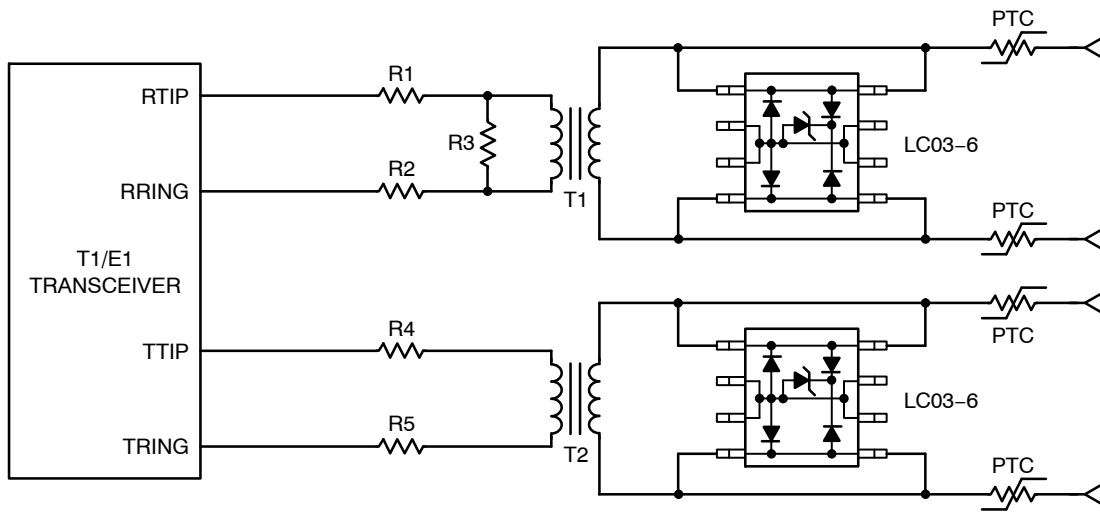 PTC
RTIP
R1
R3
LC03−6
RRING
R2
T1
PTC
T1/E1
TRANSCEIVER
PTC
TTIP
R4
LC03−6
TRING
R5
T2
PTC